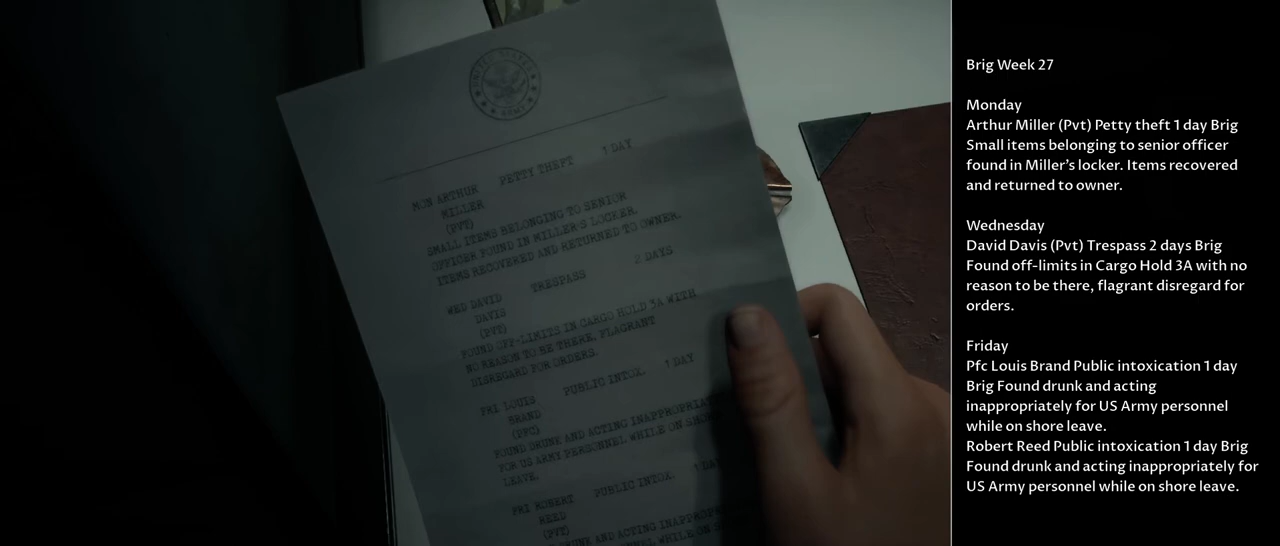 UNITED STATES
ARMY
MON ARTHUR PETTY THEFT 1 DAY
MILLER
(PVT)
SMALL ITEMS BELONGING TO SENIOR
OFFICER FOUND IN MILLER'S LOCKER.
ITEMS RECOVERED AND RETURNED TO OWNER.
WED DAVID TRESPASS 2 DAYS
DAVIS
(PVT)
FOUND OFF-LIMITS IN CARGO HOLD 3A WITH
NO REASON TO BE THERE, FLAGRANT
DISREGARD FOR ORDERS.
FRI LOUIS PUBLIC INTOX. 1 DAY
BRAND
(PFC)
FOUND DRUNK AND ACTING
FOR US ARMY PERSONNEL WHILE ON
LEAVE.
FRI ROBERT PUBLIC INTOX. 1
REED
(PVT)
DRUNK AND ACTING
Brig Week 27
Monday
Arthur Miller (Pvt) Petty theft 1 day Brig
Small items belonging to senior officer
found in Miller's locker. Items recovered
and returned to owner.
Wednesday
David Davis (Pvt) Trespass 2 days Brig
Found off-limits in Cargo Hold 3A with no
reason to be there, flagrant disregard for
orders.
Friday
Pfc Louis Brand Public intoxication 1 day
Brig Found drunk and acting
inappropriately for US Army personnel
while on shore leave.
Robert Reed Public intoxication 1 day Brig
Found drunk and acting inappropriately for
US Army personnel while on shore leave.